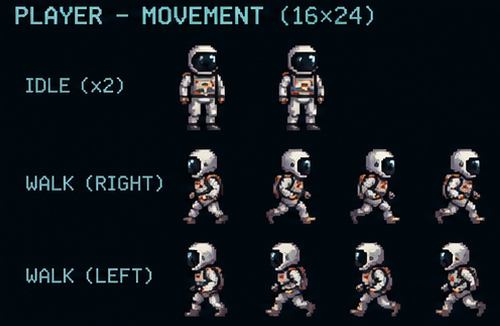 PLAYER – MOVEMENT (16×24)
IDLE (x2)
WALK (RIGHT)
WALK (LEFT)